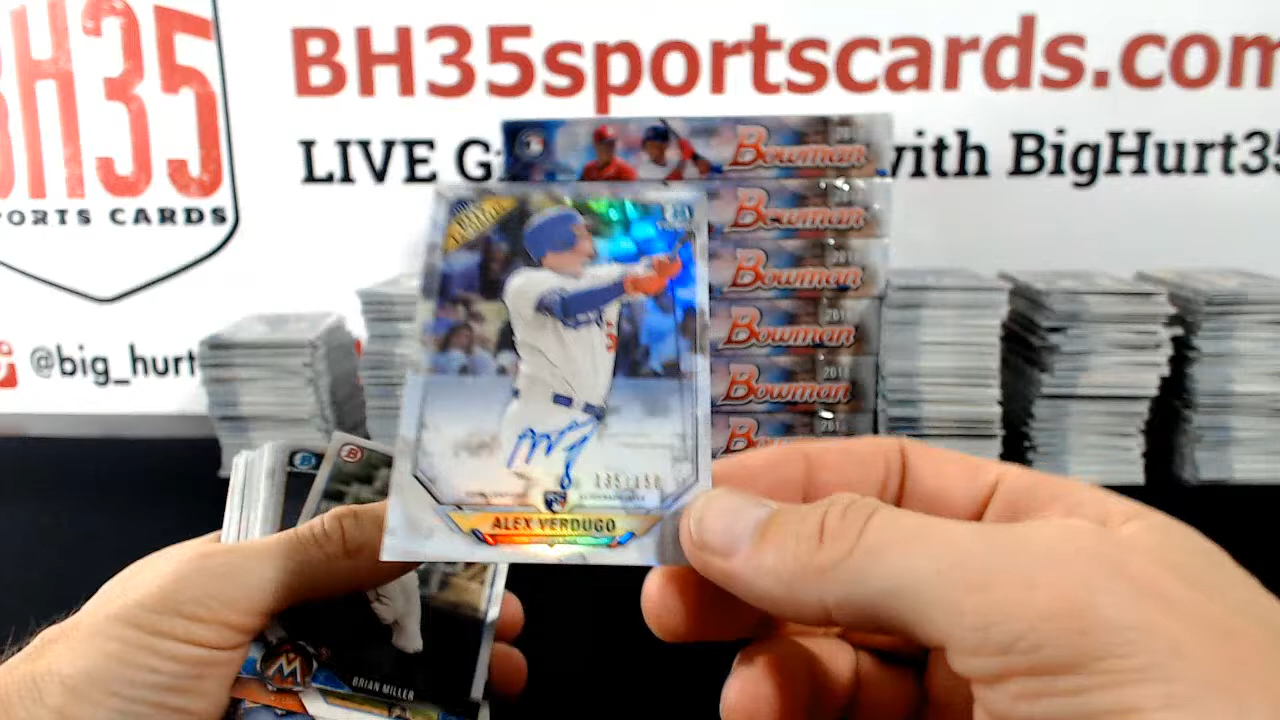 BH35sportscards.com
BH35
LIVE G
with BigHurt35
PORTS CARDS
@big_hurt
Bowman
Bowman
Bowman
Bowman
Bowman
Bowman
ALEX VERDUGO
BRIAN MILLER